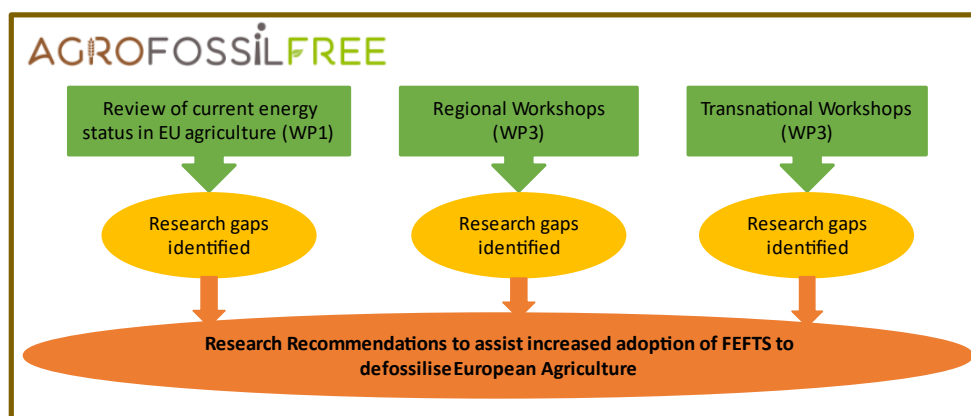 AGROFOSSiLFREE
Review of current energy
status in EU agriculture (WP1)
Regional Workshops
(WP3)
Transnational Workshops
(WP3)
Research gaps
identified
Research gaps
identified
Research gaps
identified
Research Recommendations to assist increased adoption of FEFTS to
defossilise European Agriculture